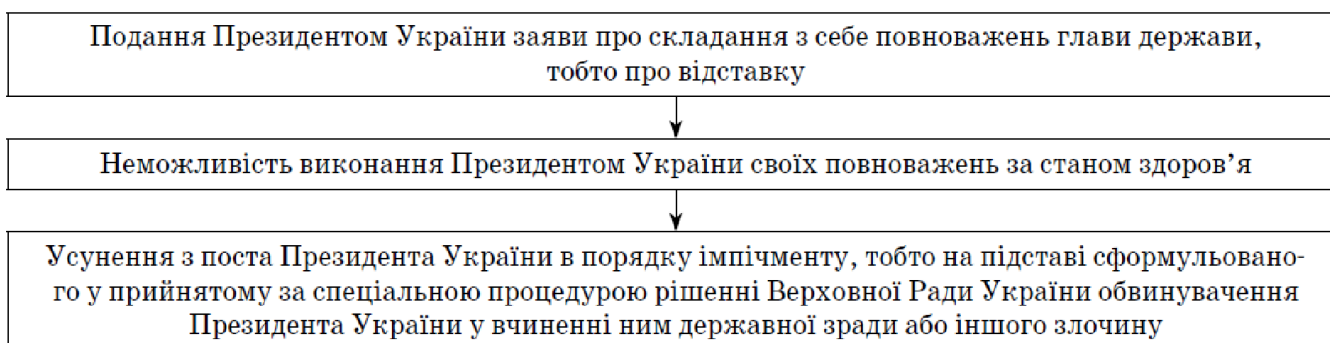 Подання Президентом України заяви про складання з себе повноважень глави держави,
тобто про відставку
Неможливість виконання Президентом України своїх повноважень за станом здоров’я
Усунення з поста Президента України в порядку імпічменту, тобто на підставі сформульовано-
го у прийнятому за спеціальною процедурою рішенні Верховної Ради України обвинувачення
Президента України у вчиненні ним державної зради або іншого злочину